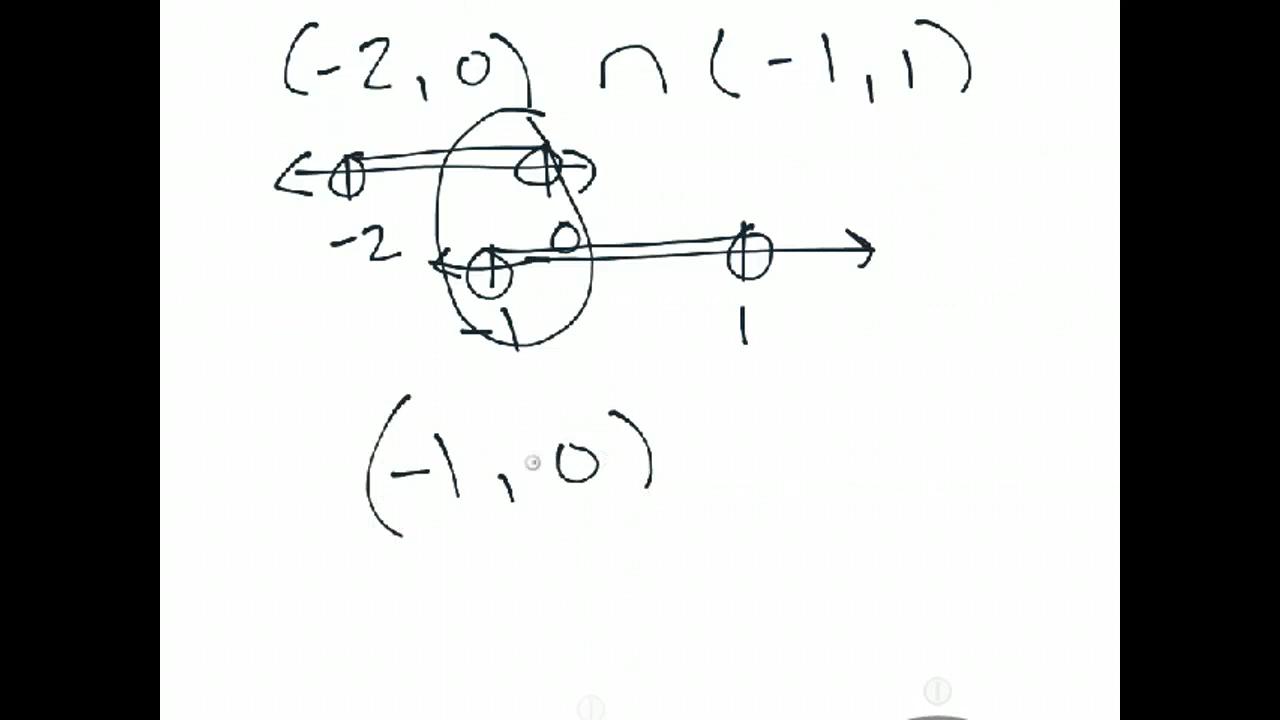 (-2, 0) ∩ (-1, 1)
-2 0
-1 1
(-1, 0)